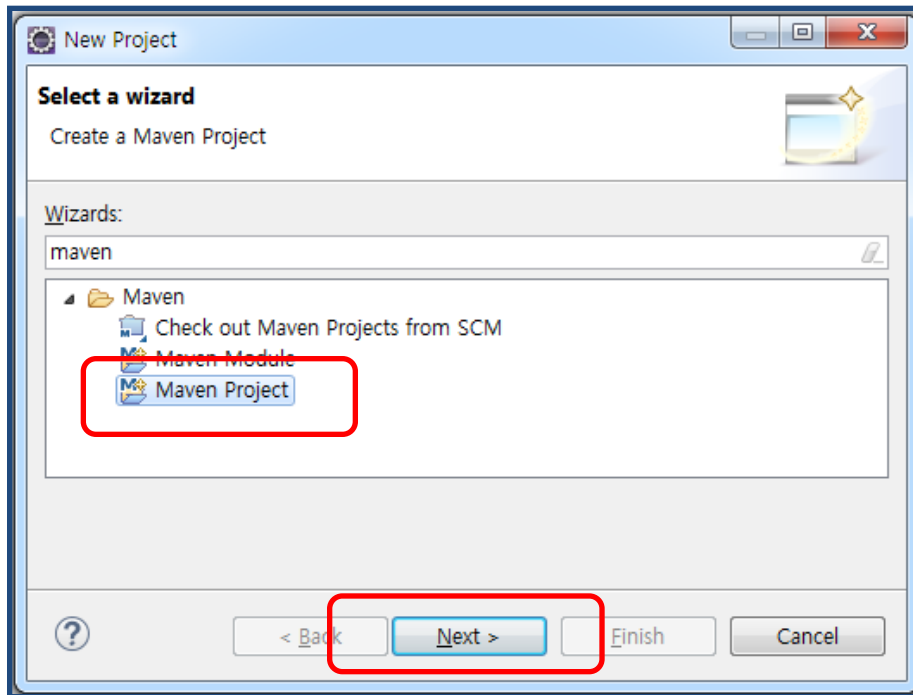 New Project
Select a wizard
Create a Maven Project
Wizards:
maven
Maven
Check out Maven Projects from SCM
Maven Module
Maven Project
< Back
Next >
Finish
Cancel